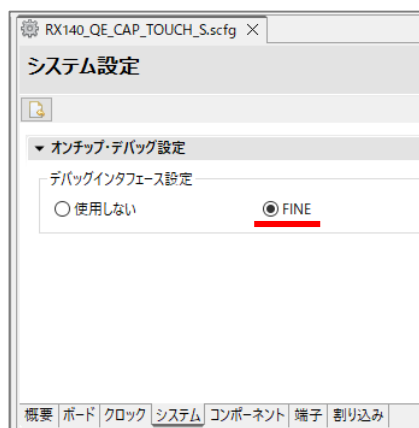 RX140_QE_CAP_TOUCH_S.scfg ×
システム設定
オンチップ・デバッグ設定
デバッグインタフェース設定
使用しない FINE
概要 ボード クロック システム コンポーネント 端子 割り込み